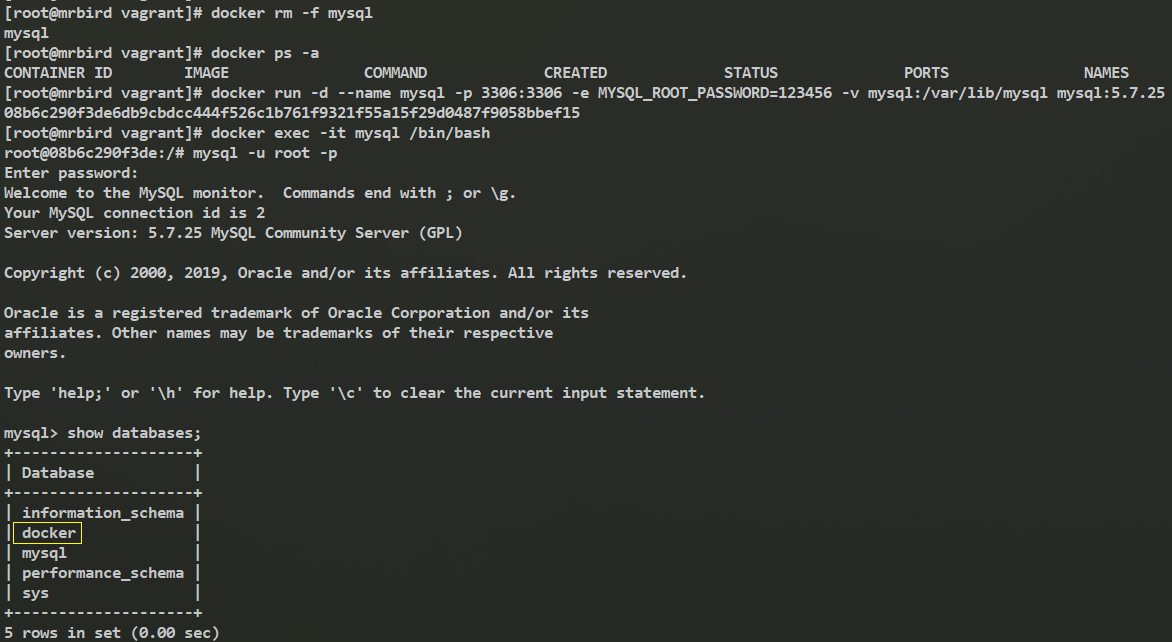 [root@mrbird vagrant]# docker rm -f mysql
mysql
[root@mrbird vagrant]# docker ps -a
CONTAINER ID        IMAGE               COMMAND             CREATED             STATUS              PORTS               NAMES
[root@mrbird vagrant]# docker run -d --name mysql -p 3306:3306 -e MYSQL_ROOT_PASSWORD=123456 -v mysql:/var/lib/mysql mysql:5.7.25
08b6c290f3de6db9cbdcc444f526c1b761f9321f55a15f29d0487f9058bbef15
[root@mrbird vagrant]# docker exec -it mysql /bin/bash
root@08b6c290f3de:/# mysql -u root -p
Enter password:
Welcome to the MySQL monitor.  Commands end with ; or \g.
Your MySQL connection id is 2
Server version: 5.7.25 MySQL Community Server (GPL)

Copyright (c) 2000, 2019, Oracle and/or its affiliates. All rights reserved.

Oracle is a registered trademark of Oracle Corporation and/or its
affiliates. Other names may be trademarks of their respective
owners.

Type 'help;' or '\h' for help. Type '\c' to clear the current input statement.

mysql> show databases;
+--------------------+
| Database           |
+--------------------+
| information_schema |
| docker             |
| mysql              |
| performance_schema |
| sys                |
+--------------------+
5 rows in set (0.00 sec)